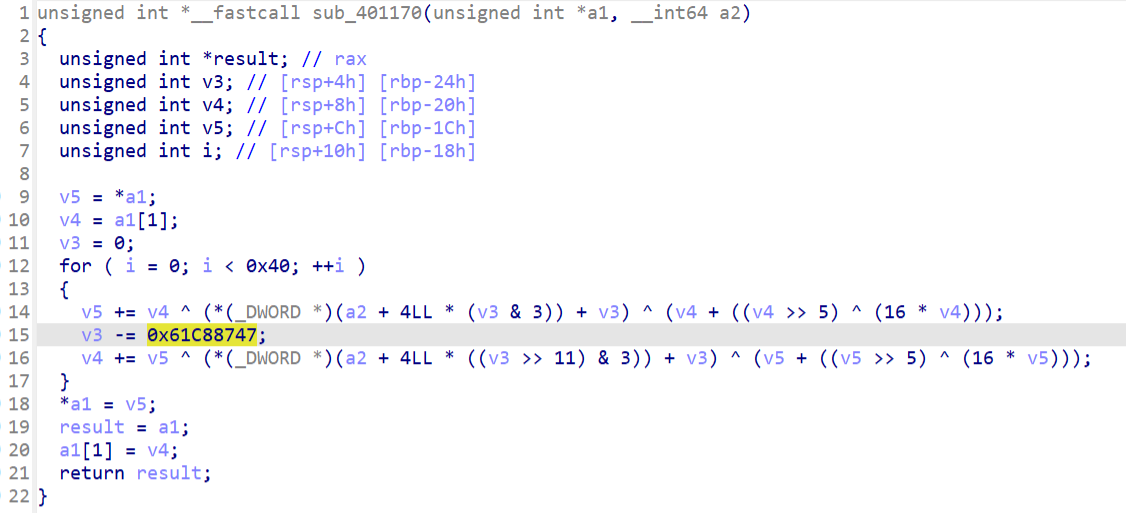 1 unsigned int *__fastcall sub_401170(unsigned int *a1, __int64 a2)
2 {
3   unsigned int *result; // rax
4   unsigned int v3; // [rsp+4h] [rbp-24h]
5   unsigned int v4; // [rsp+8h] [rbp-20h]
6   unsigned int v5; // [rsp+Ch] [rbp-1Ch]
7   unsigned int i; // [rsp+10h] [rbp-18h]
8
9   v5 = *a1;
10   v4 = a1[1];
11   v3 = 0;
12   for ( i = 0; i < 0x40; ++i )
13   {
14     v5 += v4 ^ (*(_DWORD *)(a2 + 4LL * (v3 & 3)) + v3) ^ (v4 + ((v4 >> 5) ^ (16 * v4)));
15     v3 -= 0x61C88747;
16     v4 += v5 ^ (*(_DWORD *)(a2 + 4LL * ((v3 >> 11) & 3)) + v3) ^ (v5 + ((v5 >> 5) ^ (16 * v5)));
17   }
18   *a1 = v5;
19   result = a1;
20   a1[1] = v4;
21   return result;
22 }